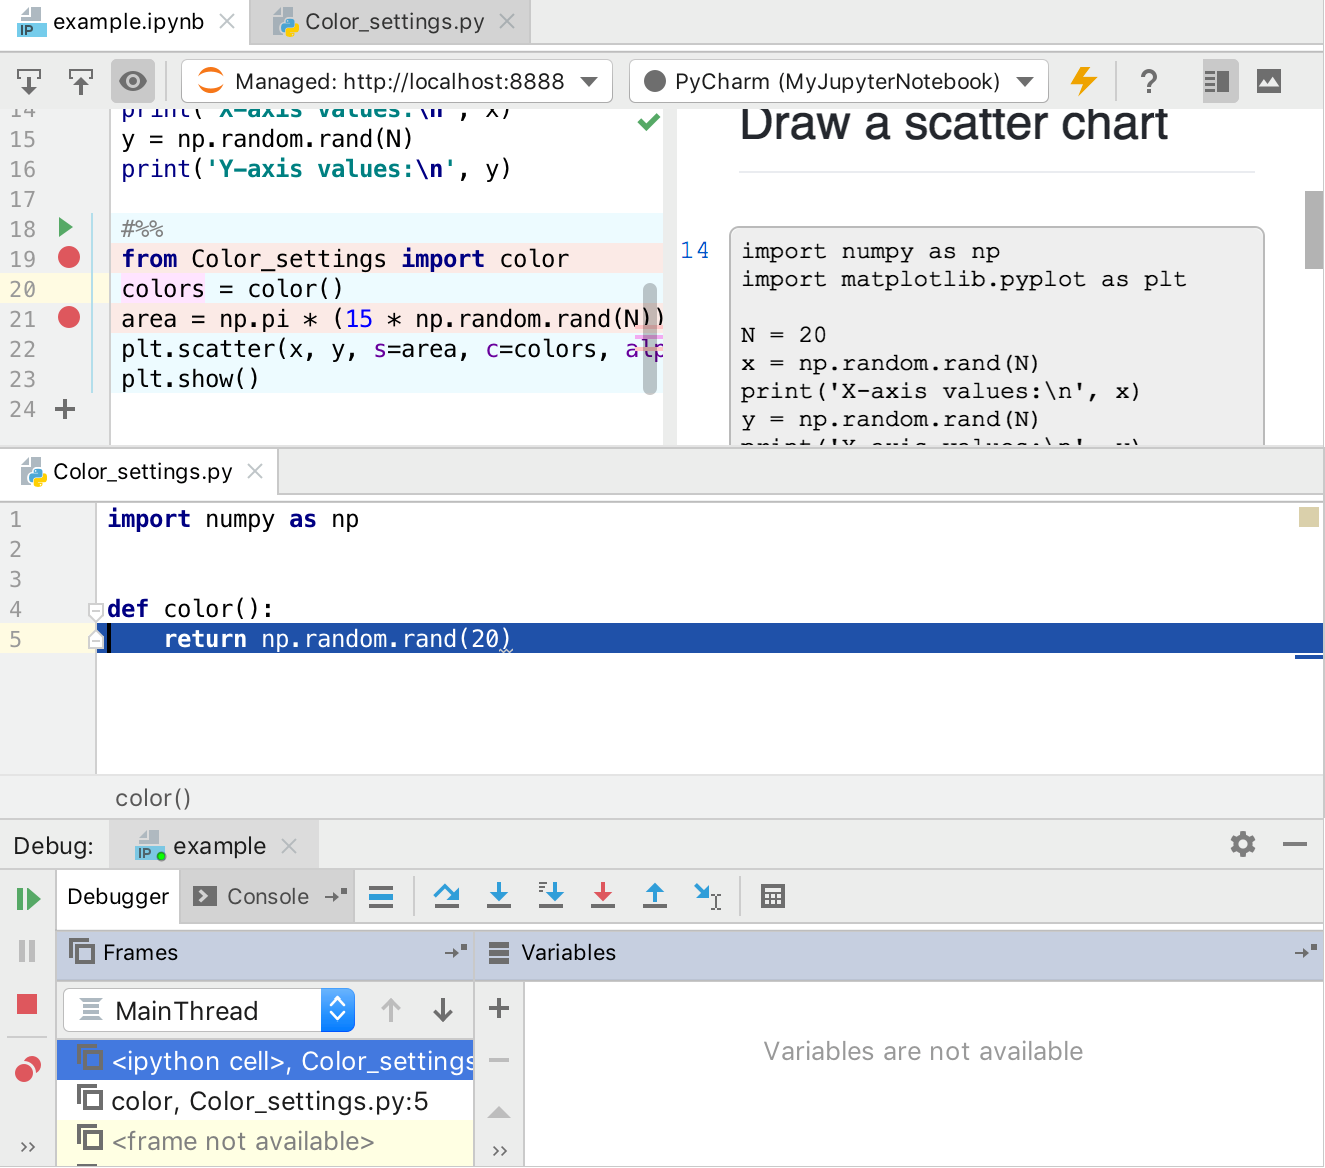 example.ipynb
Color_settings.py
Managed: http://localhost:8888
PyCharm (MyJupyterNotebook)
?
14 print('X-axis values:\n', x)
15 y = np.random.rand(N)
16 print('Y-axis values:\n', y)
17
18 #%%
19 from Color_settings import color
20 colors = color()
21 area = np.pi * (15 * np.random.rand(N))
22 plt.scatter(x, y, s=area, c=colors, alp
23 plt.show()
24
Draw a scatter chart
14
import numpy as np
import matplotlib.pyplot as plt
N = 20
x = np.random.rand(N)
print('X-axis values:\n', x)
y = np.random.rand(N)
Color_settings.py
1 import numpy as np
2
3
4 def color():
5 return np.random.rand(20)
color()
Debug:
IP
example
Debugger
Console
Frames
Variables
MainThread
<ipython cell>, Color_settings
color, Color_settings.py:5
<frame not available>
Variables are not available